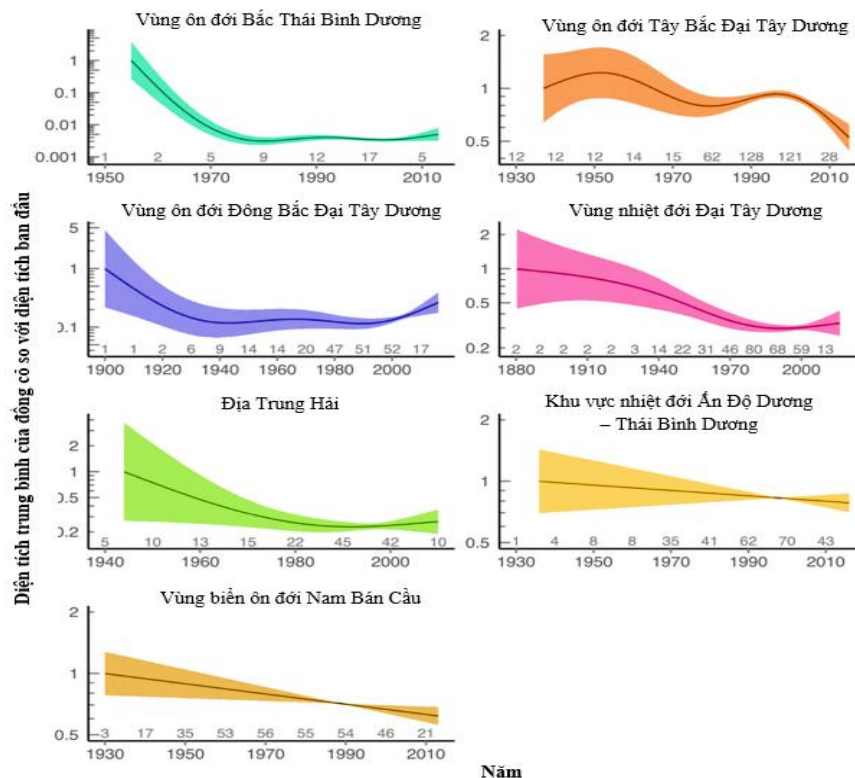 Vùng ôn đới Bắc Thái Bình Dương
1
0.1
0.01
0.001
1 2 5 9 12 17 5
1950 1970 1990 2010
Vùng ôn đới Tây Bắc Đại Tây Dương
2
1
0.5
12 12 12 14 15 62 128 121 28
1930 1950 1970 1990 2010
Diện tích trung bình của đồng cỏ so với diện tích ban đầu
Vùng ôn đới Đông Bắc Đại Tây Dương
5
1
0.1
1 1 2 6 9 14 14 20 47 51 52 17
1900 1920 1940 1960 1980 2000
Vùng nhiệt đới Đại Tây Dương
2
1
0.5
0.2
2 2 2 2 2 3 14 22 31 46 80 68 59 13
1880 1910 1940 1970 2000
Địa Trung Hải
2
1
0.5
0.2
5 10 13 15 22 45 42 10
1940 1960 1980 2000
Khu vực nhiệt đới Ấn Độ Dương
– Thái Bình Dương
2
1
0.5
1 4 8 8 35 41 62 70 43
1930 1950 1970 1990 2010
Vùng biển ôn đới Nam Bán Cầu
2
1
0.5
3 17 35 53 56 55 54 46 21
1930 1950 1970 1990 2010
Năm